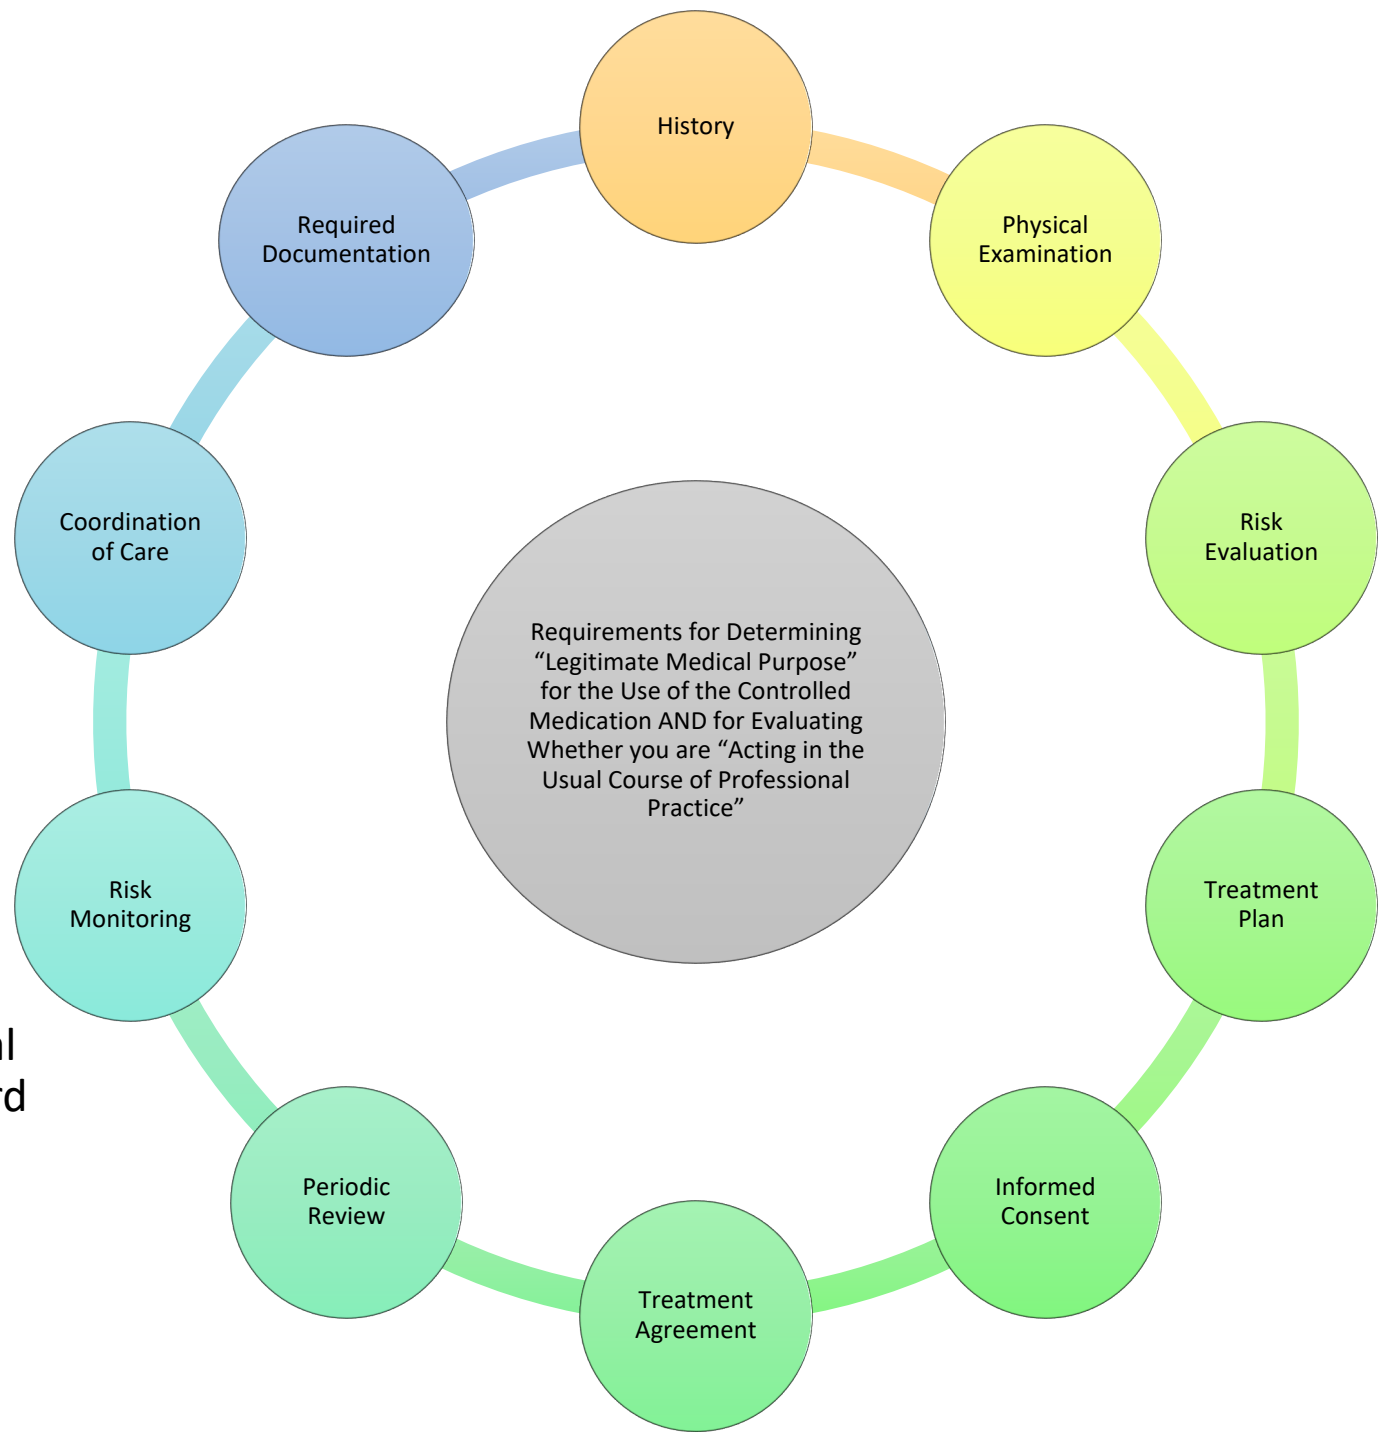 History
Physical
Examination
Risk
Evaluation
Treatment
Plan
Informed
Consent
Treatment
Agreement
Periodic
Review
Risk
Monitoring
Coordination
of Care
Required
Documentation
Requirements for Determining
“Legitimate Medical Purpose”
for the Use of the Controlled
Medication AND for Evaluating
Whether you are “Acting in the
Usual Course of Professional
Practice”